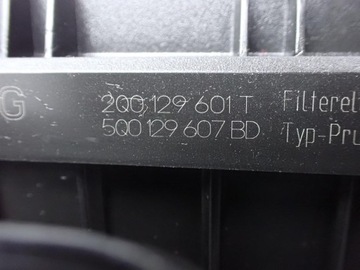 G 2Q0 129 601 T Filterel
5Q0 129 607 BD Typ-Pru